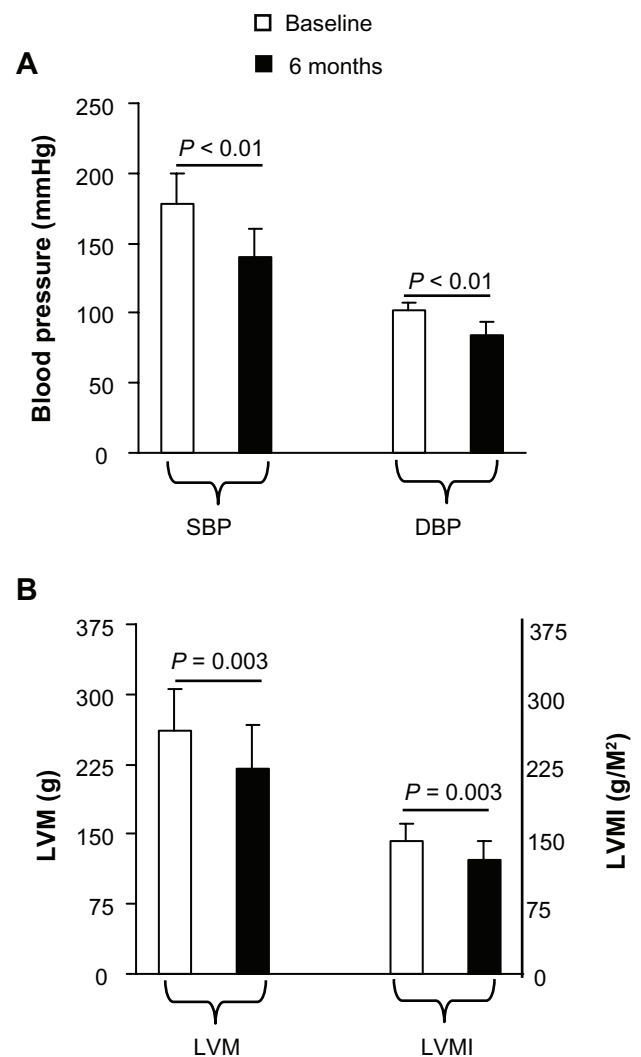 Baseline
6 months
A
Blood pressure (mmHg)
250
200
150
100
50
0
P < 0.01
P < 0.01
SBP
DBP
B
LVM (g)
375
300
225
150
75
0
P = 0.003
P = 0.003
375
300
225
150
75
0
LVMI (g/M²)
LVM
LVMI